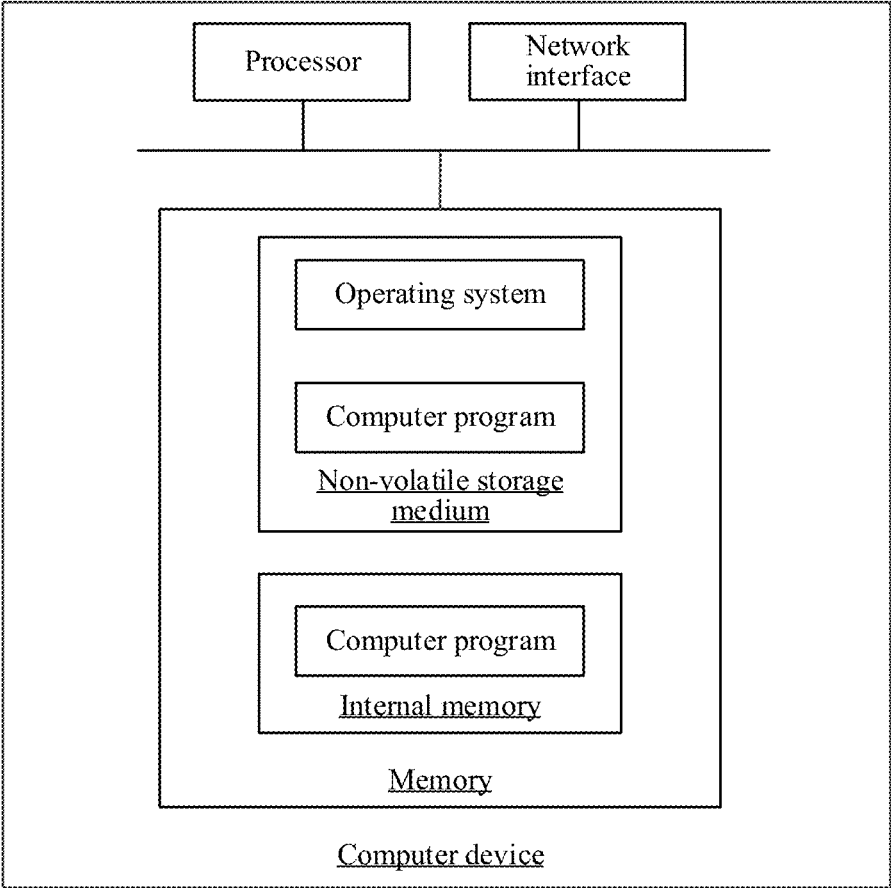 Processor
Network
interface
Operating system
Computer program
Non-volatile storage
medium
Computer program
Internal memory
Memory
Computer device